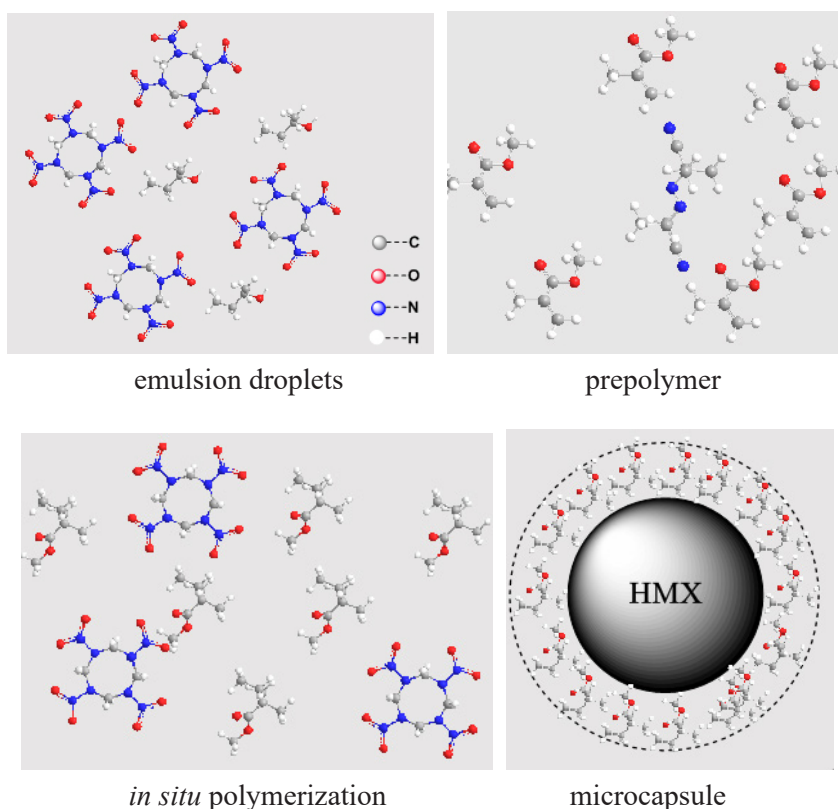 ---C
---O
---N
---H
emulsion droplets
prepolymer
HMX
in situ polymerization
microcapsule